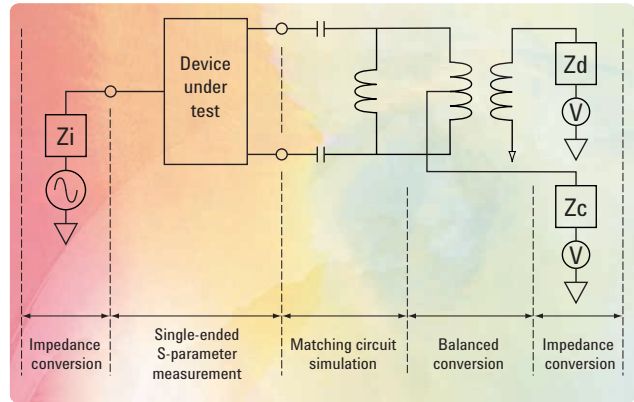 Device
under
test
Zi
Zd
V
Zc
V
Impedance
conversion
Single-ended
S-parameter
measurement
Matching circuit
simulation
Balanced
conversion
Impedance
conversion